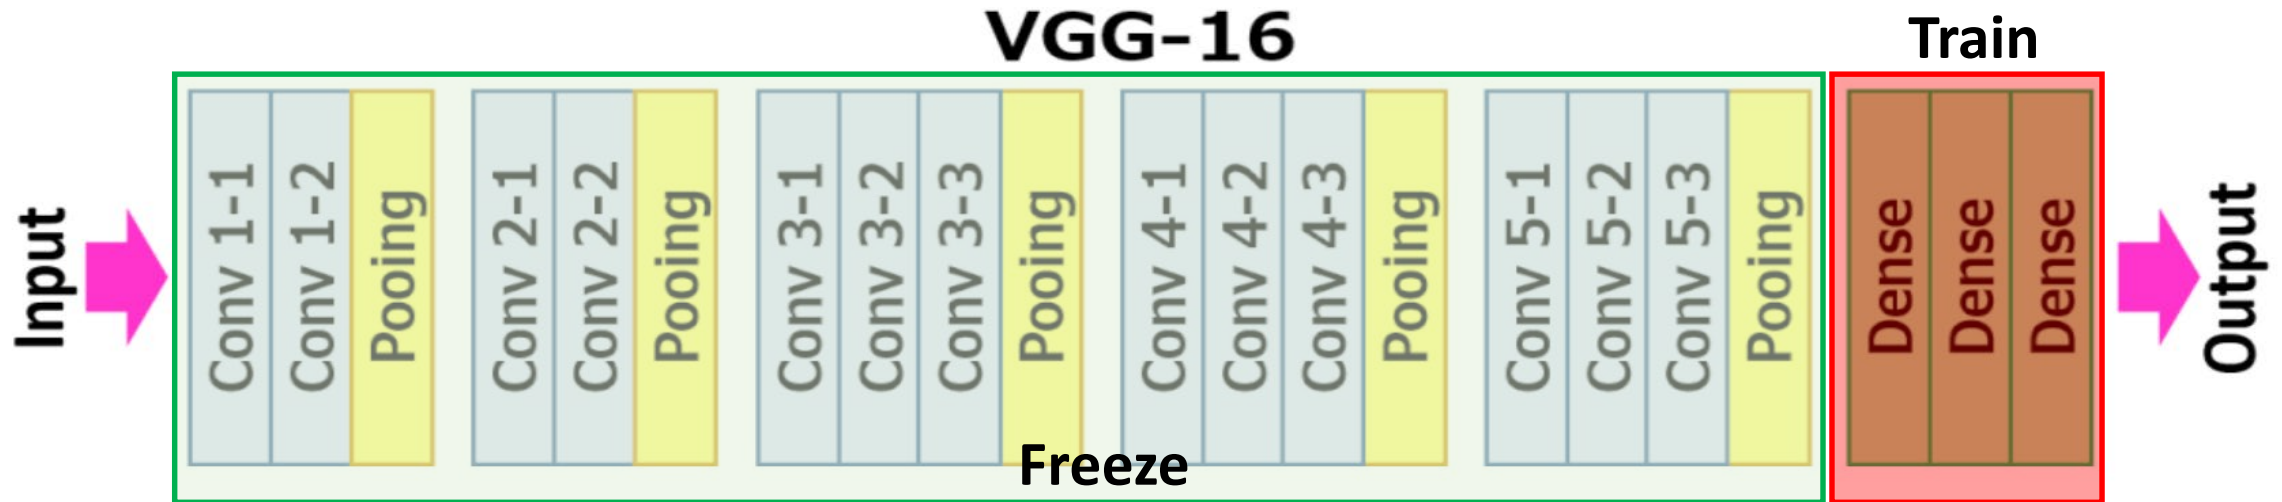 VGG-16
Train
Input
Conv 1-1
Conv 1-2
Pooing
Conv 2-1
Conv 2-2
Pooing
Conv 3-1
Conv 3-2
Conv 3-3
Pooing
Conv 4-1
Conv 4-2
Conv 4-3
Pooing
Conv 5-1
Conv 5-2
Conv 5-3
Pooing
Dense
Dense
Dense
Output
Freeze